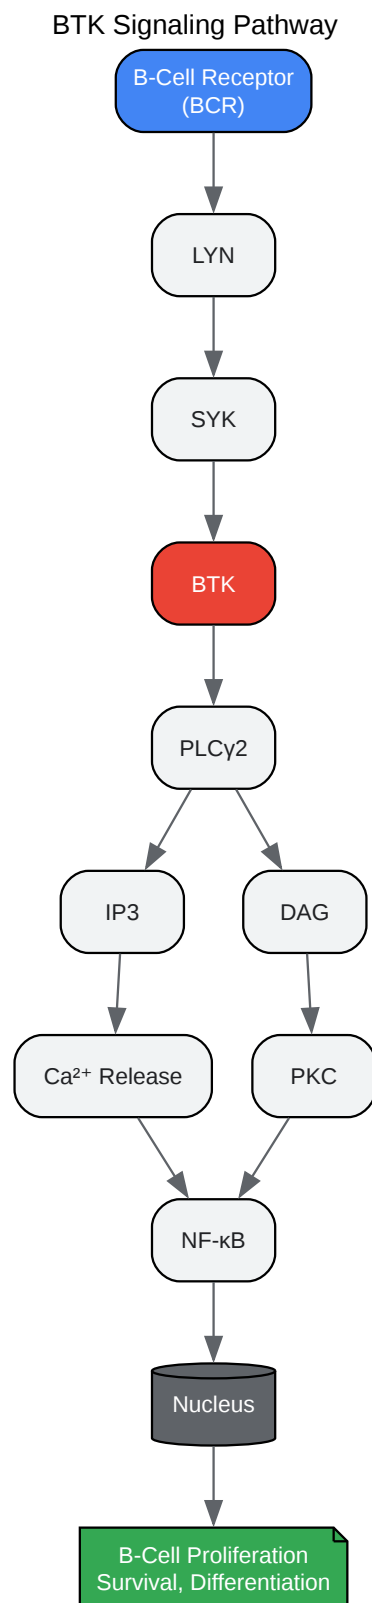 BTK Signaling Pathway
B-Cell Receptor
(BCR)
LYN
SYK
BTK
PLCγ2
IP3
DAG
Ca²⁺ Release
PKC
NF-κB
Nucleus
B-Cell Proliferation
Survival, Differentiation